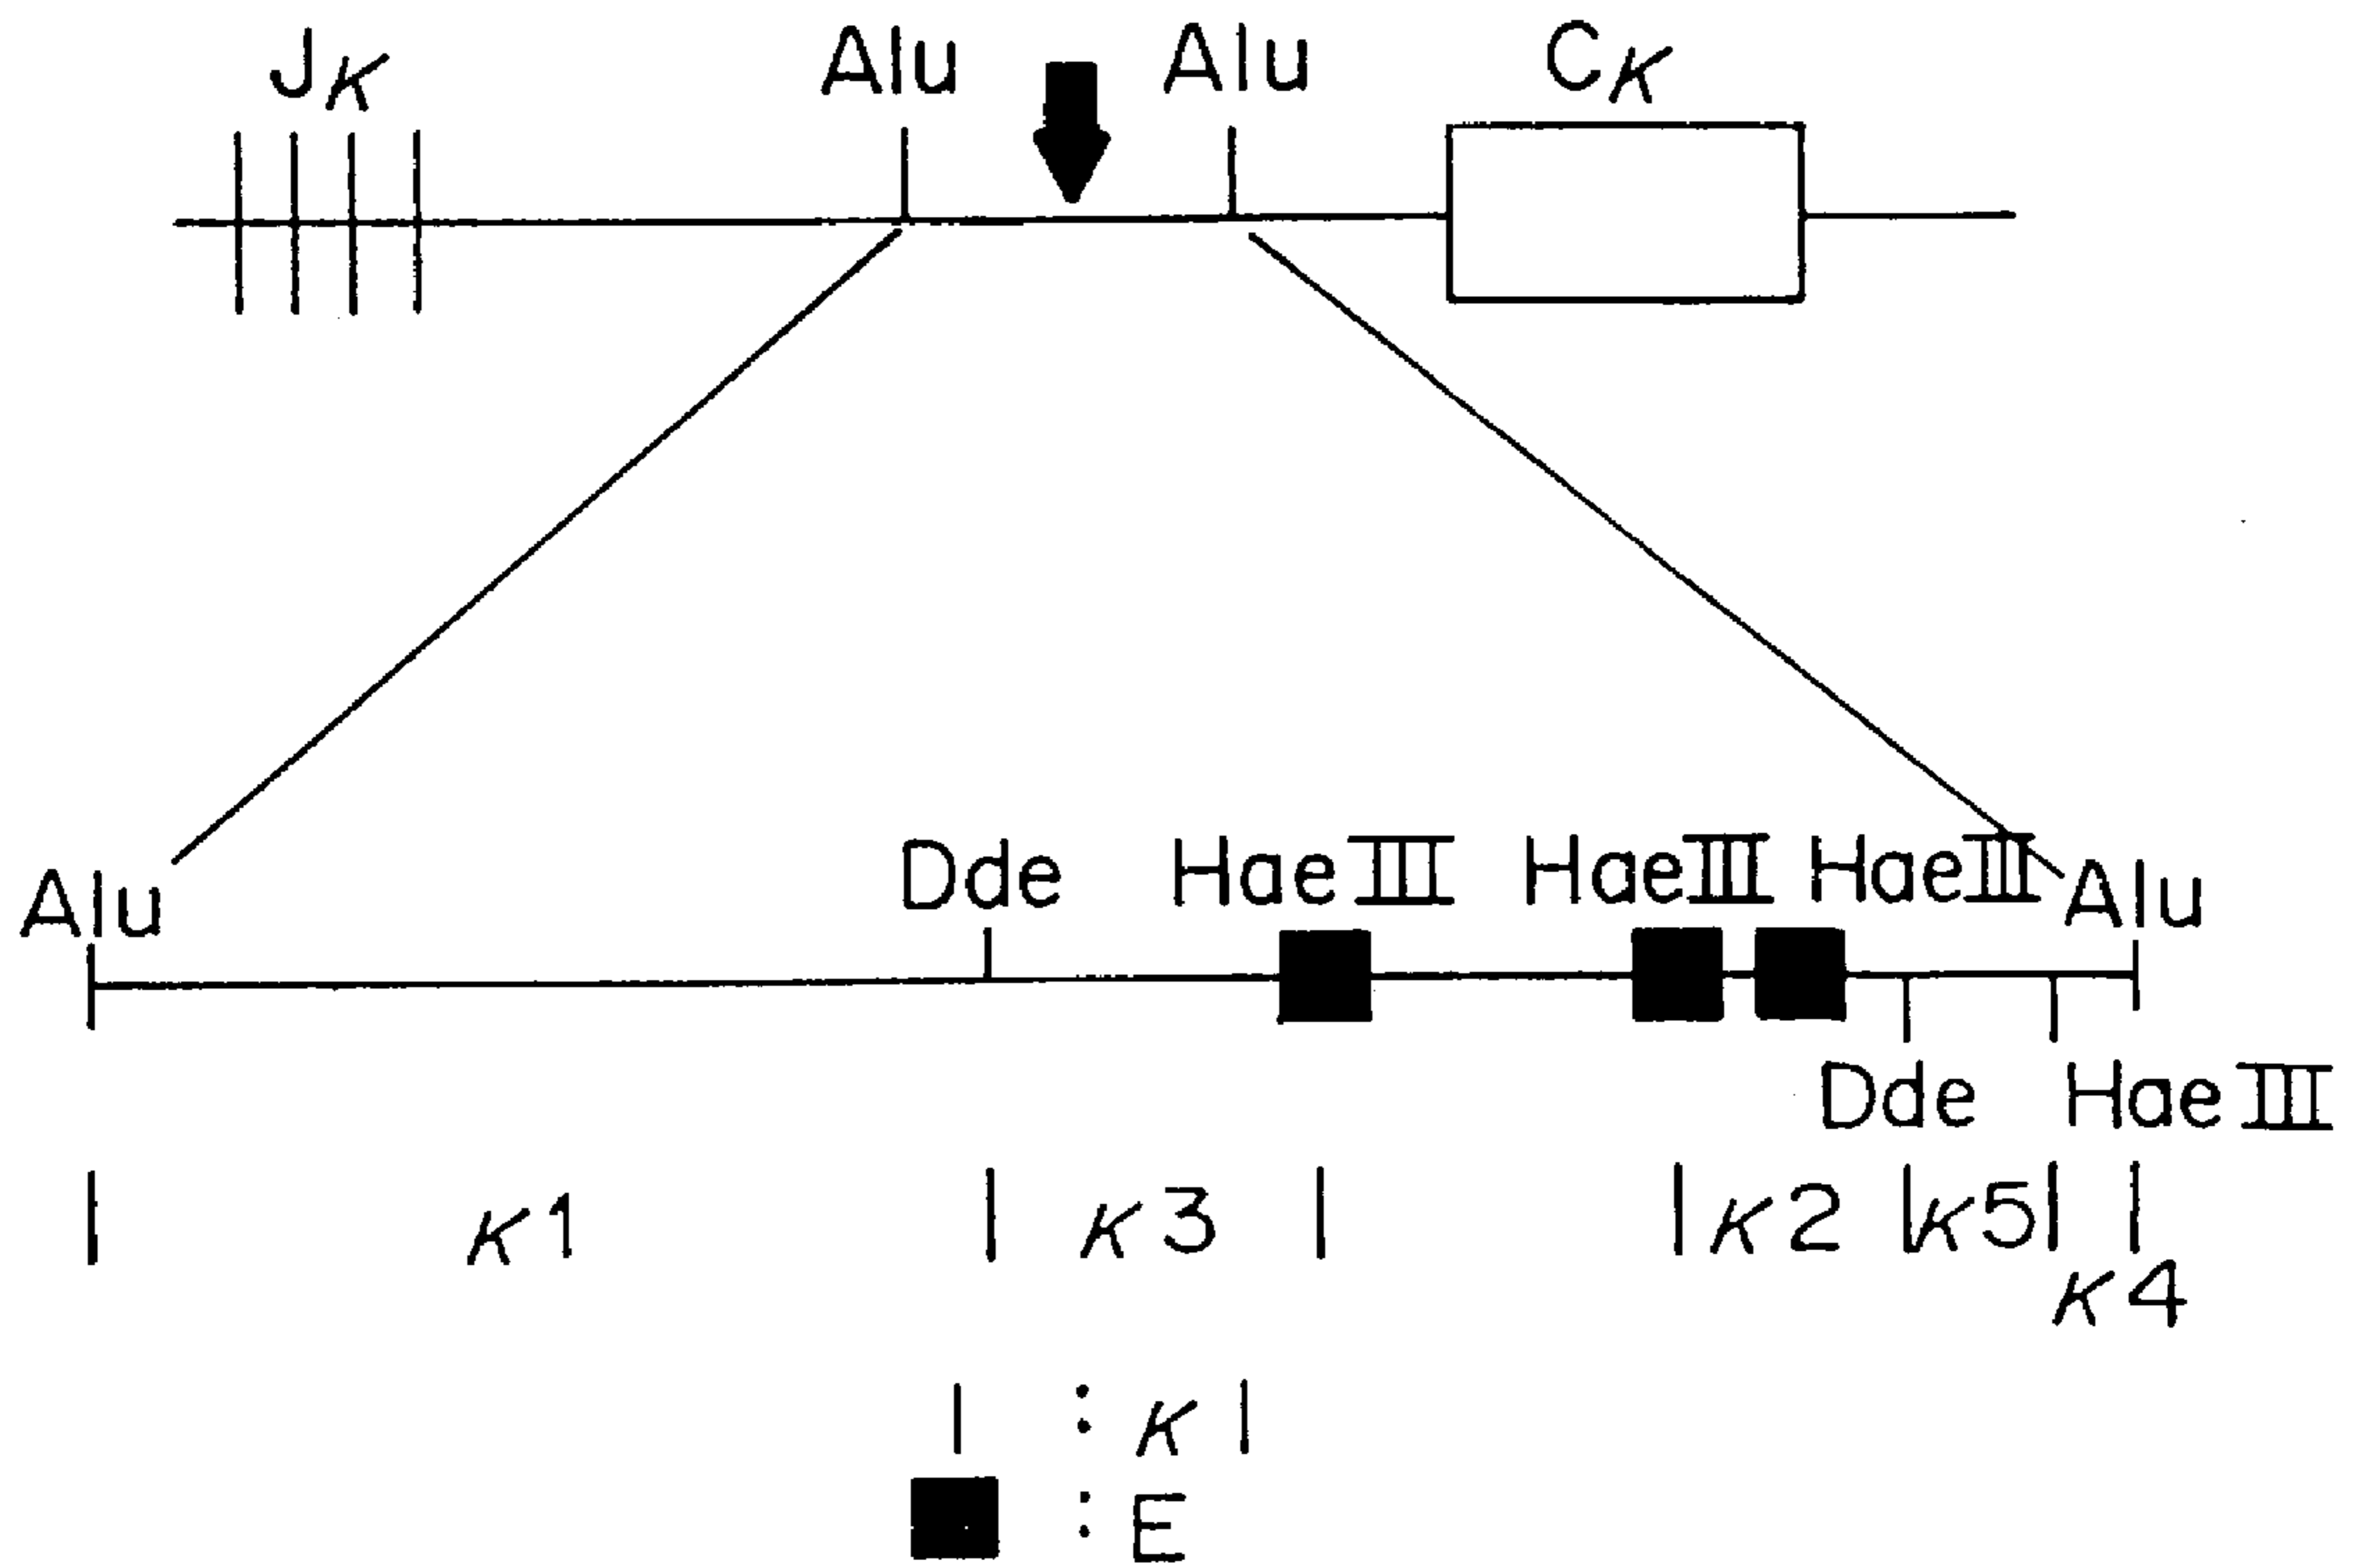 Jκ Alu Alu Cκ
Alu Dde HaeIII HaeIII HaeIII Alu
Dde HaeIII
κ1 κ3 κ2 κ5
κ4
| : κ |
■ : E